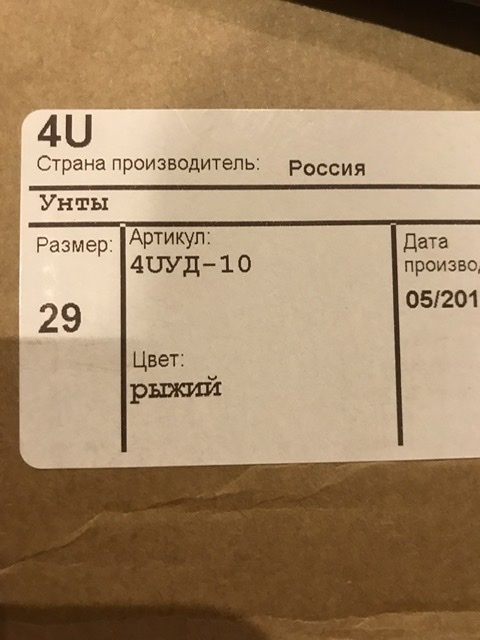 4U
Страна производитель: Россия
Унты
Размер: Артикул: Дата
4UУД-10 произво
29 05/201
Цвет:
рыжий